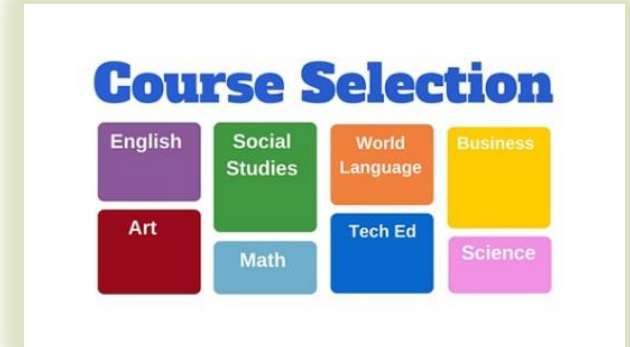 Course Selection
English
Social
Studies
World
Language
Business
Art
Math
Tech Ed
Science